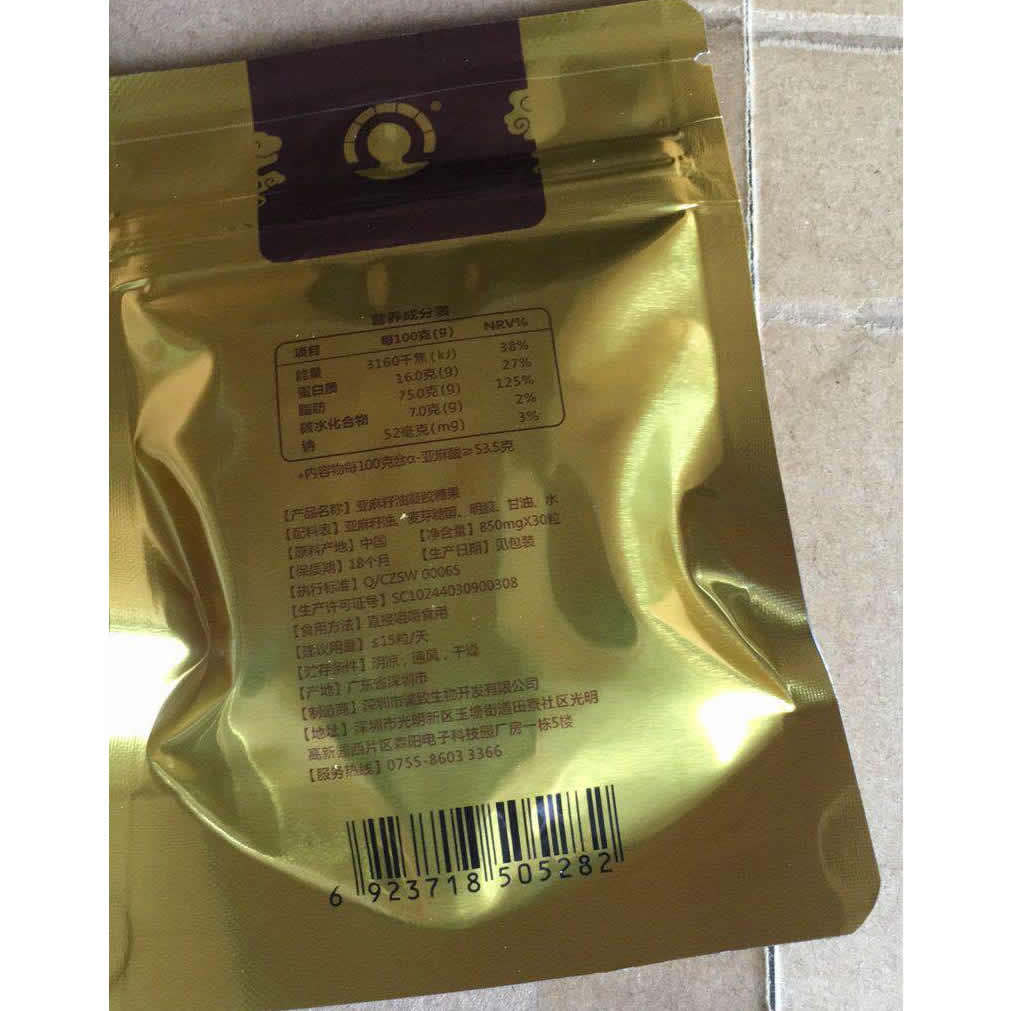 营养成分表
项目 每100克(g) NRV%
能量 3160千焦(kJ) 38%
蛋白质 16.0克(g) 27%
脂肪 75.0克(g) 125%
碳水化合物 7.0克(g) 2%
钠 52毫克(mg) 3%
*内容物每100克含α-亚麻酸≥53.5克
【产品名称】亚麻籽油凝胶糖果
【配料表】亚麻籽油、麦芽糖醇、明胶、甘油、水
【原料产地】中国 【净含量】850mgX30粒
【保质期】18个月 【生产日期】见包装
【执行标准】Q/CZSW 0006S
【生产许可证号】SC10244030900308
【食用方法】直接咀嚼食用
【建议用量】≤15粒/天
【贮存条件】阴凉，通风，干燥
【产地】广东省深圳市
【制造商】深圳市诚致生物开发有限公司
【地址】深圳市光明新区玉塘街道田寮社区光明
高新园西片区森阳电子科技园厂房一栋5楼
【服务热线】0755-8603 3366
6 923718 505282